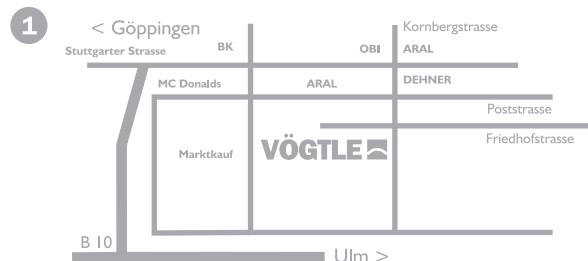 1
< Göppingen
Kornbergstrasse
Stuttgarter Strasse
BK
OBI
ARAL
MC Donalds
ARAL
DEHNER
Poststrasse
Marktkauf
VÖGTLE
Friedhofstrasse
B 10
Ulm >